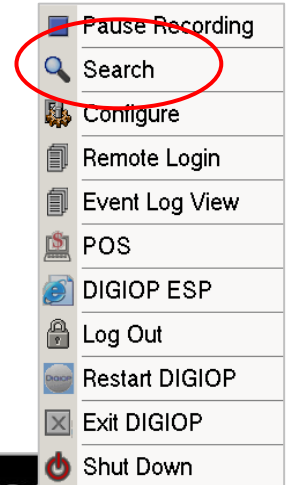 Pause Recording
Search
Configure
Remote Login
Event Log View
POS
DIGIOP ESP
Log Out
DIGIOP Restart DIGIOP
Exit DIGIOP
Shut Down